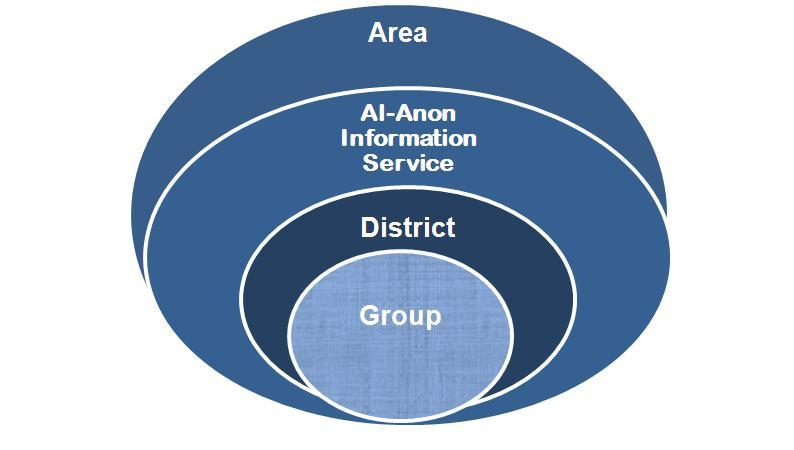 Area
Al-Anon
Information
Service
District
Group